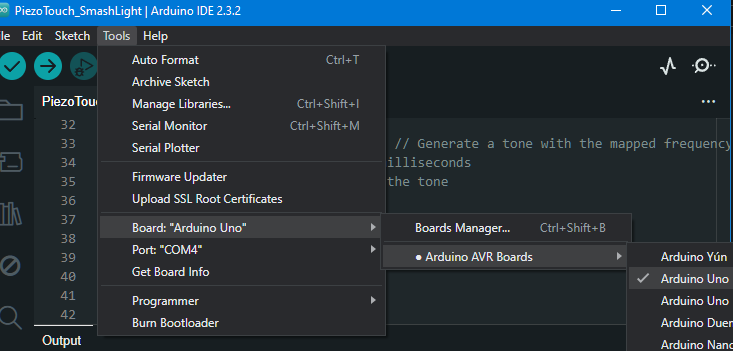 PiezoTouch_SmashLight | Arduino IDE 2.3.2
le Edit Sketch Tools Help
Auto Format Ctrl+T
Archive Sketch
PiezoTouc
Manage Libraries... Ctrl+Shift+I
Serial Monitor Ctrl+Shift+M
32
33 // Generate a tone with the mapped frequency
Serial Plotter
34 illiseconds
Firmware Updater
35 the tone
36
Upload SSL Root Certificates
37
Board: "Arduino Uno" Boards Manager... Ctrl+Shift+B
38
Port: "COM4" ● Arduino AVR Boards Arduino Yún
39
Get Board Info ✓ Arduino Uno
40
Programmer Arduino Uno
41
Burn Bootloader Arduino Duem
42
Output Arduino Nano